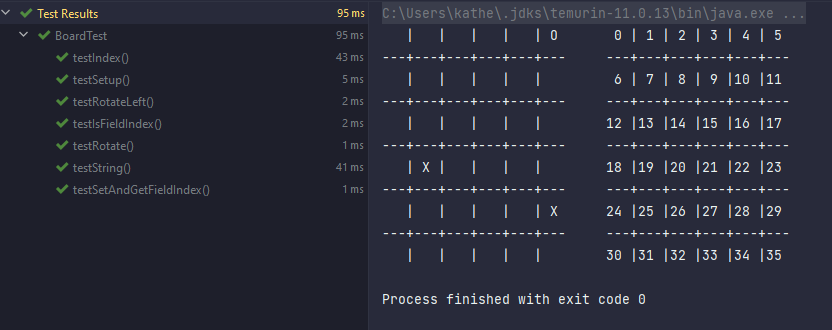 Test Results 95 ms
BoardTest 95 ms
testIndex() 43 ms
testSetup() 5 ms
testRotateLeft() 2 ms
testIsFieldIndex() 2 ms
testRotate() 1 ms
testString() 41 ms
testSetAndGetFieldIndex() 1 ms
C:\Users\kathe\.jdks\temurin-11.0.13\bin\java.exe ...
   |   |   |   |   | O       0 | 1 | 2 | 3 | 4 | 5
---+---+---+---+---+---     ---+---+---+---+---+---
   |   |   |   |   |         6 | 7 | 8 | 9 |10 |11
---+---+---+---+---+---     ---+---+---+---+---+---
   |   |   |   |   |        12 |13 |14 |15 |16 |17
---+---+---+---+---+---     ---+---+---+---+---+---
   | X |   |   |   |        18 |19 |20 |21 |22 |23
---+---+---+---+---+---     ---+---+---+---+---+---
   |   |   |   |   | X      24 |25 |26 |27 |28 |29
---+---+---+---+---+---     ---+---+---+---+---+---
   |   |   |   |   |        30 |31 |32 |33 |34 |35
Process finished with exit code 0